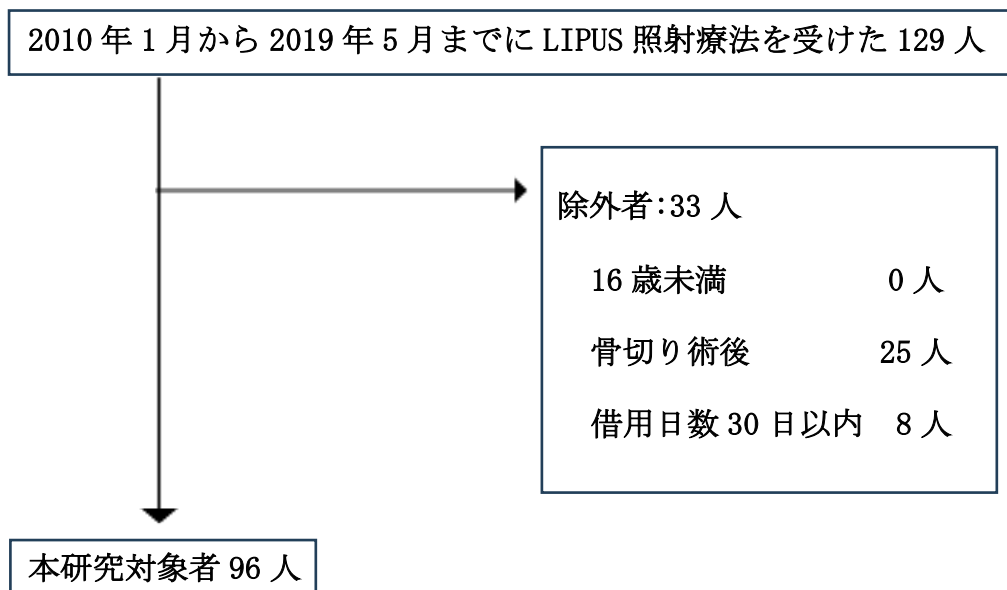 2010年1月から2019年5月までにLIPUS照射療法を受けた129人
除外者：33人
16歳未満 0人
骨切り術後 25人
借用日数30日以内 8人
本研究対象者96人